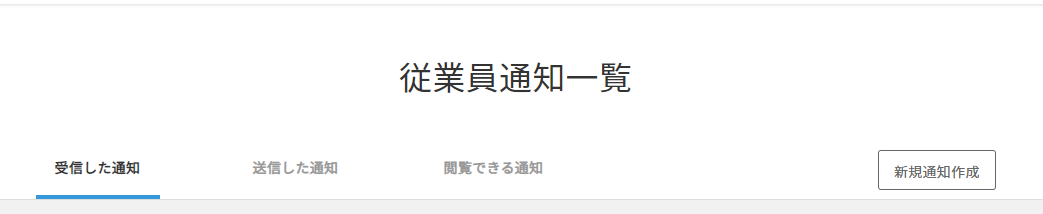 従業員通知一覧
受信した通知
送信した通知
閲覧できる通知
新規通知作成